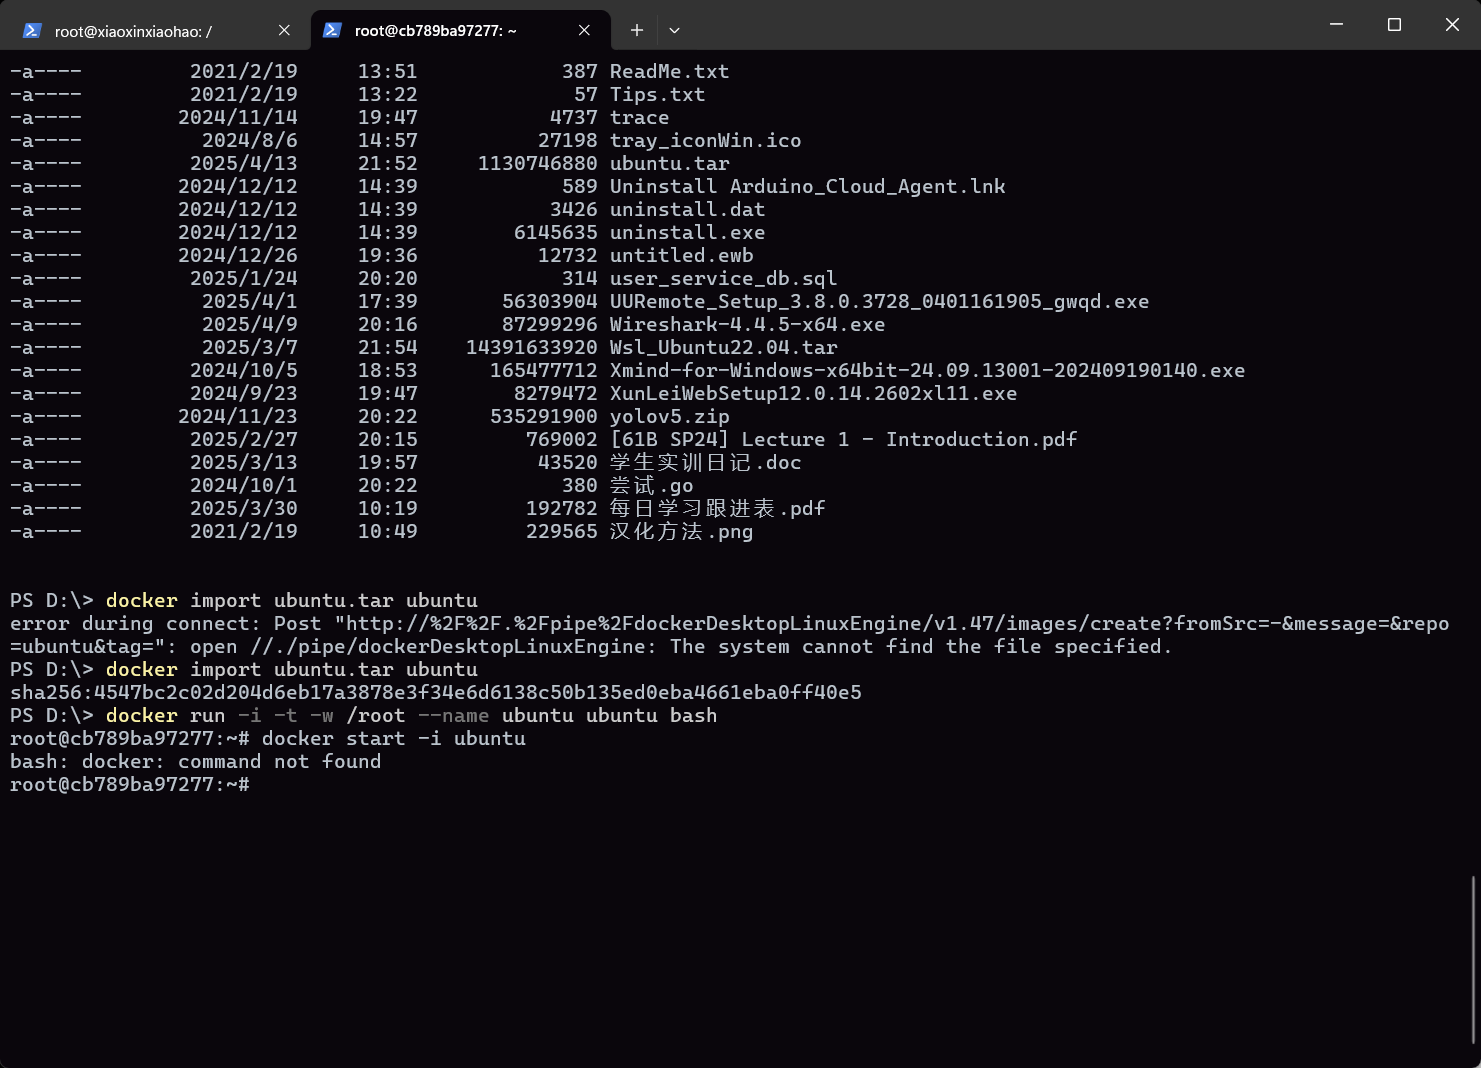 root@xiaoxinxiaohao: /
root@cb789ba97277: ~
-a---- 2021/2/19 13:51 387 ReadMe.txt
-a---- 2021/2/19 13:22 57 Tips.txt
-a---- 2024/11/14 19:47 4737 trace
-a---- 2024/8/6 14:57 27198 tray_iconWin.ico
-a---- 2025/4/13 21:52 1130746880 ubuntu.tar
-a---- 2024/12/12 14:39 589 Uninstall Arduino_Cloud_Agent.lnk
-a---- 2024/12/12 14:39 3426 uninstall.dat
-a---- 2024/12/12 14:39 6145635 uninstall.exe
-a---- 2024/12/26 19:36 12732 untitled.ewb
-a---- 2025/1/24 20:20 314 user_service_db.sql
-a---- 2025/4/1 17:39 56303904 UURemote_Setup_3.8.0.3728_0401161905_gwqd.exe
-a---- 2025/4/9 20:16 87299296 Wireshark-4.4.5-x64.exe
-a---- 2025/3/7 21:54 14391633920 Wsl_Ubuntu22.04.tar
-a---- 2024/10/5 18:53 165477712 Xmind-for-Windows-x64bit-24.09.13001-202409190140.exe
-a---- 2024/9/23 19:47 8279472 XunLeiWebSetup12.0.14.2602xl11.exe
-a---- 2024/11/23 20:22 535291900 yolov5.zip
-a---- 2025/2/27 20:15 769002 [61B SP24] Lecture 1 - Introduction.pdf
-a---- 2025/3/13 19:57 43520 学生实训日记.doc
-a---- 2024/10/1 20:22 380 尝试.go
-a---- 2025/3/30 10:19 192782 每日学习跟进表.pdf
-a---- 2021/2/19 10:49 229565 汉化方法.png
PS D:\> docker import ubuntu.tar ubuntu
error during connect: Post "http://%2F%2F.%2Fpipe%2FdockerDesktopLinuxEngine/v1.47/images/create?fromSrc=-&message=&repo
=ubuntu&tag=": open //./pipe/dockerDesktopLinuxEngine: The system cannot find the file specified.
PS D:\> docker import ubuntu.tar ubuntu
sha256:4547bc2c02d204d6eb17a3878e3f34e6d6138c50b135ed0eba4661eba0ff40e5
PS D:\> docker run -i -t -w /root --name ubuntu ubuntu bash
root@cb789ba97277:~# docker start -i ubuntu
bash: docker: command not found
root@cb789ba97277:~#